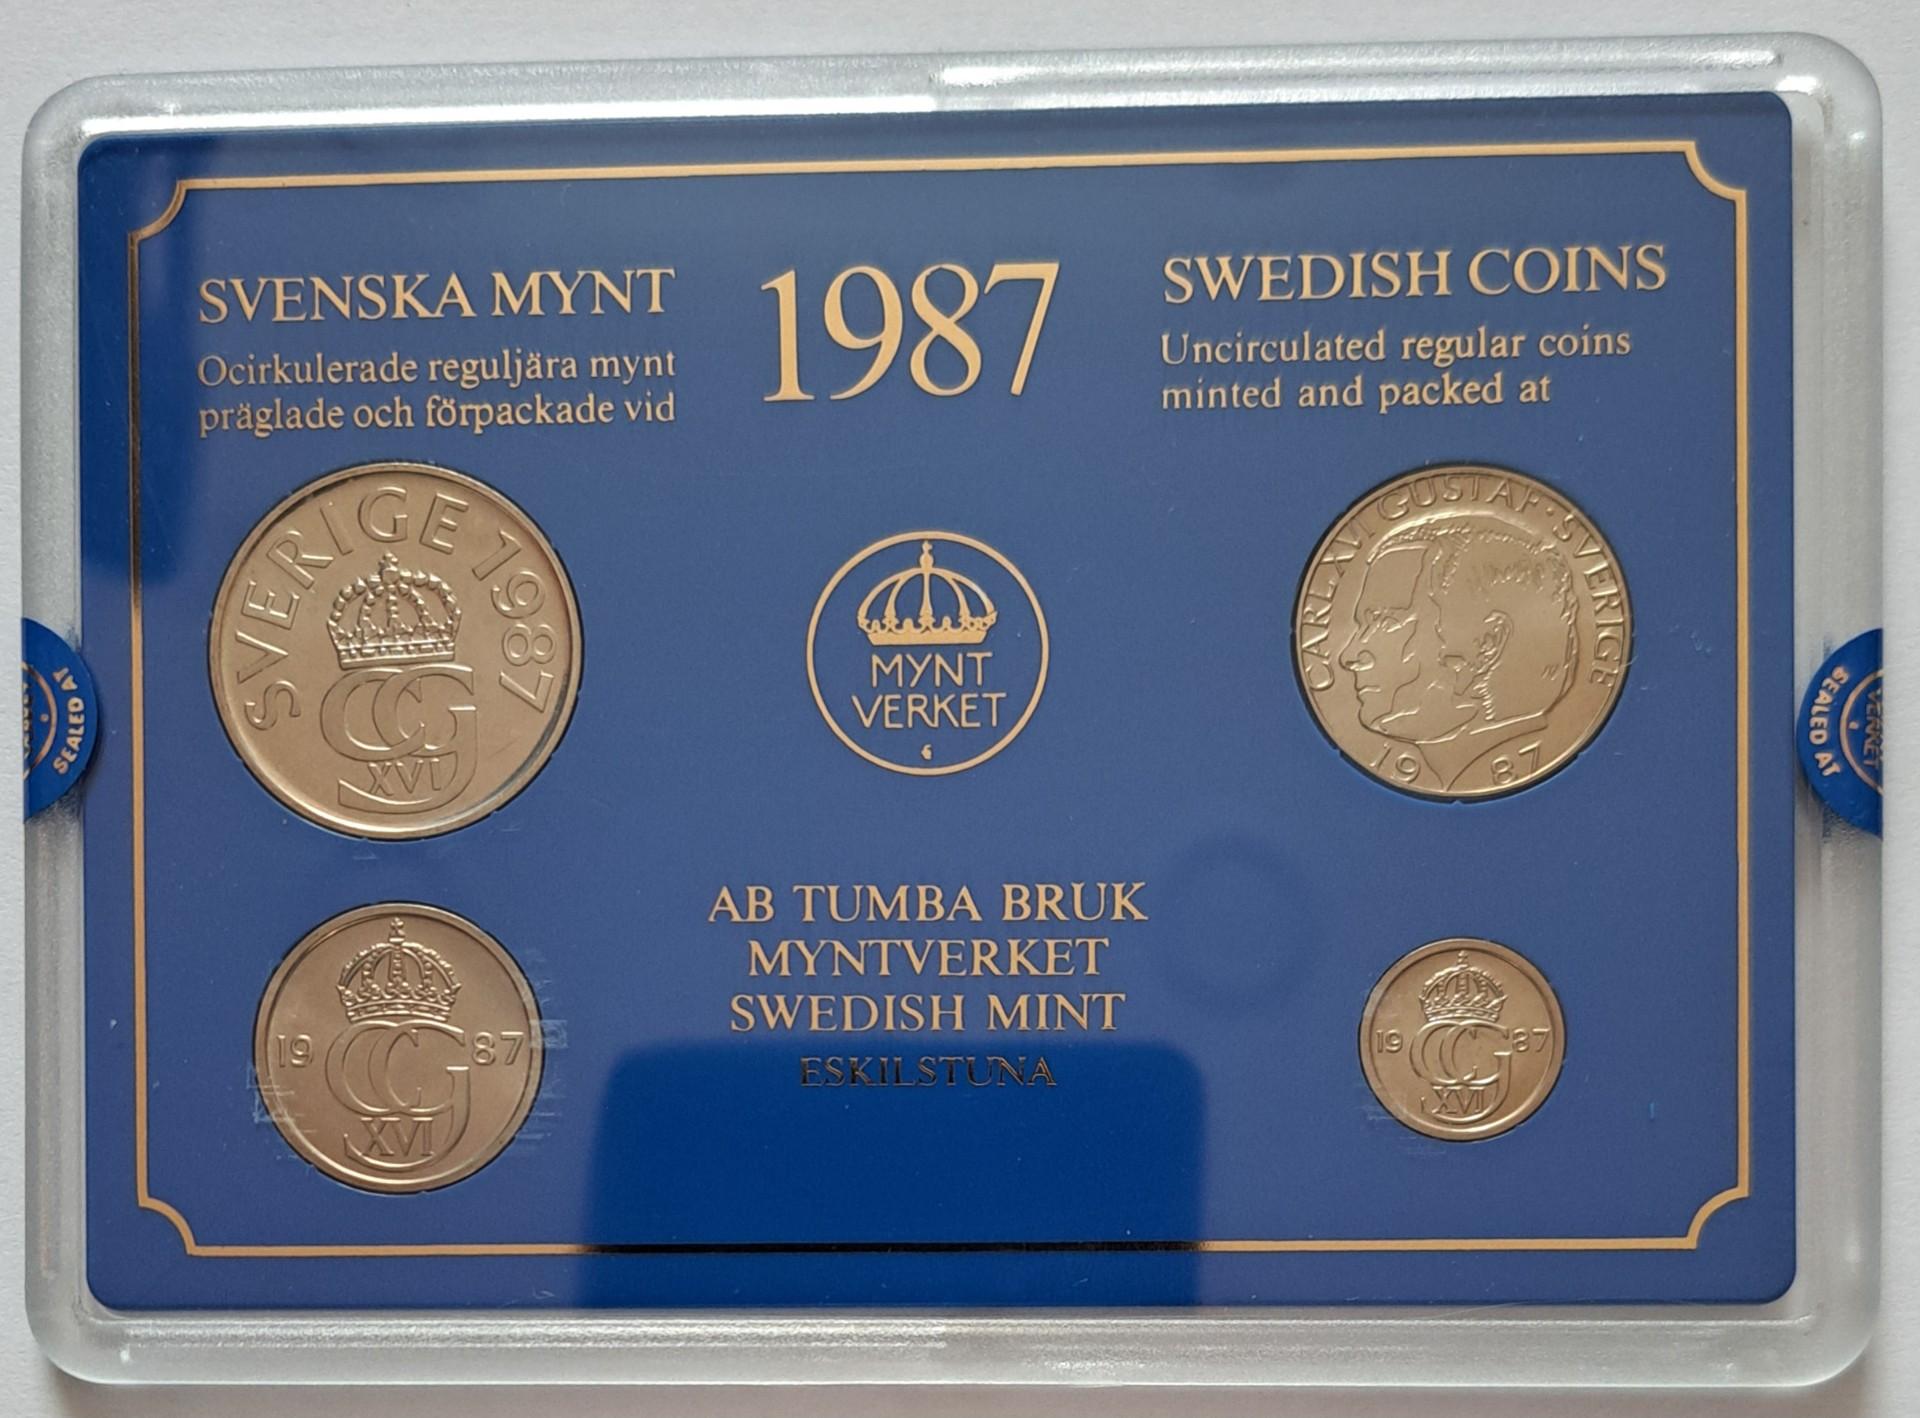 SVENSKA MYNT
Ocirkulerade reguljära mynt
präglade och förpackade vid
1987
SWEDISH COINS
Uncirculated regular coins
minted and packed at
SVERIGE 1987
CG
XVI
MYNT
VERKET
CARL XVI GUSTAF · SVERIGE
19 87
SEALED AT
SEALED AT
VERKET
AB TUMBA BRUK
MYNTVERKET
SWEDISH MINT
ESKILSTUNA
19 CG 87
XVI
19 CG 87
XVI